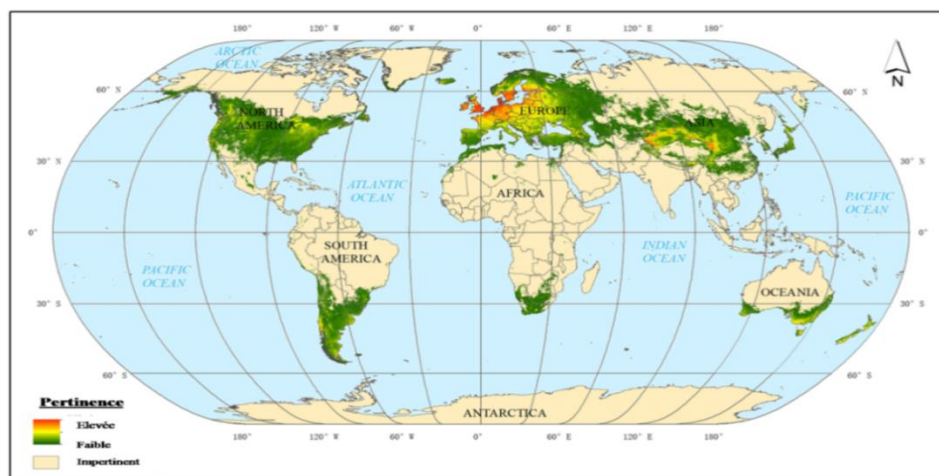 180° 120° 60° W 0° 60° E 120° 180°
ARCTIC
OCEAN
N
60° N
60° N
NORTH
AMERICA
EUROPE
ASIA
30° N
30° N
ATLANTIC
OCEAN
AFRICA
PACIFIC
OCEAN
0°
0°
SOUTH
AMERICA
INDIAN
OCEAN
PACIFIC
OCEAN
OCEANIA
30° S
30° S
60° S
60° S
Pertinence
Elevée
Faible
Impertinent
ANTARCTICA
180° 120° 60° W 0° 60° E 120° 180°